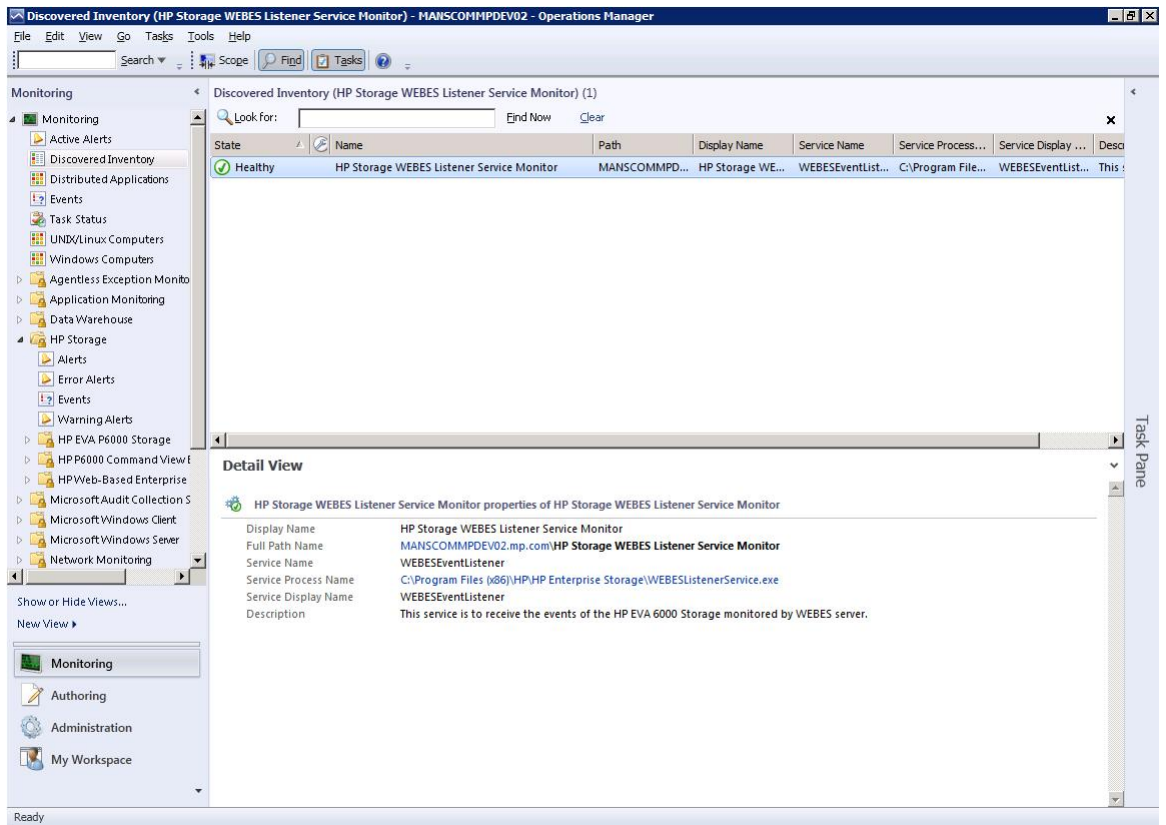 Discovered Inventory (HP Storage WEBES Listener Service Monitor) - MANSCOMMPDEV02 - Operations Manager
File Edit View Go Tasks Tools Help
Search Scope Find Tasks
Monitoring
Monitoring
Active Alerts
Discovered Inventory
Distributed Applications
Events
Task Status
UNIX/Linux Computers
Windows Computers
Agentless Exception Monito
Application Monitoring
Data Warehouse
HP Storage
Alerts
Error Alerts
Events
Warning Alerts
HP EVA P6000 Storage
HP P6000 Command View E
HP Web-Based Enterprise
Microsoft Audit Collection S
Microsoft Windows Client
Microsoft Windows Server
Network Monitoring
Show or Hide Views...
New View
Monitoring
Authoring
Administration
My Workspace
Discovered Inventory (HP Storage WEBES Listener Service Monitor) (1)
Look for: Find Now Clear
State Name Path Display Name Service Name Service Process... Service Display ... Desc
Healthy HP Storage WEBES Listener Service Monitor MANSCOMMPD... HP Storage WE... WEBESEventList... C:\Program File... WEBESEventList... This s
Detail View
HP Storage WEBES Listener Service Monitor properties of HP Storage WEBES Listener Service Monitor
Display Name HP Storage WEBES Listener Service Monitor
Full Path Name MANSCOMMPDEV02.mp.com\HP Storage WEBES Listener Service Monitor
Service Name WEBESEventListener
Service Process Name C:\Program Files (x86)\HP\HP Enterprise Storage\WEBESListenerService.exe
Service Display Name WEBESEventListener
Description This service is to receive the events of the HP EVA 6000 Storage monitored by WEBES server.
Task Pane
Ready